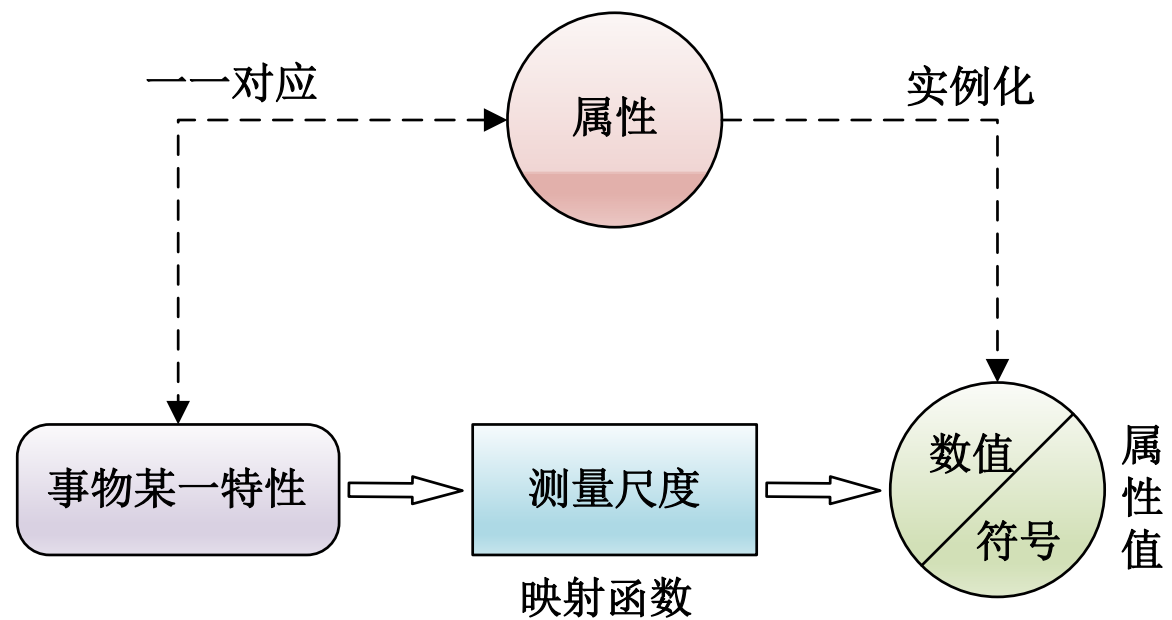 一一对应
属性
实例化
事物某一特性
测量尺度
映射函数
数值
符号
属性值